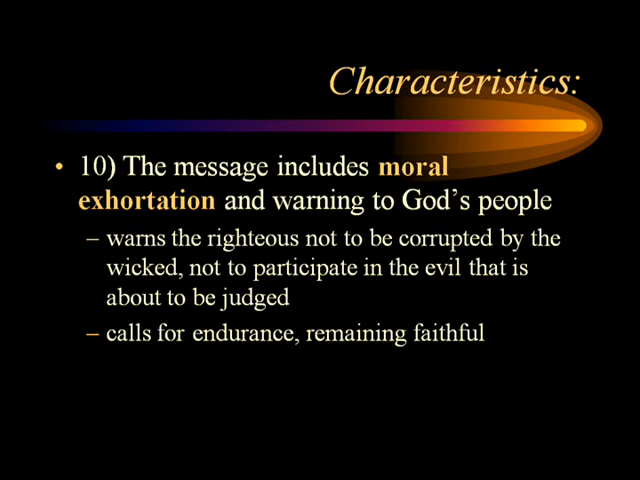 Characteristics:
• 10) The message includes moral
exhortation and warning to God’s people
– warns the righteous not to be corrupted by the
wicked, not to participate in the evil that is
about to be judged
– calls for endurance, remaining faithful